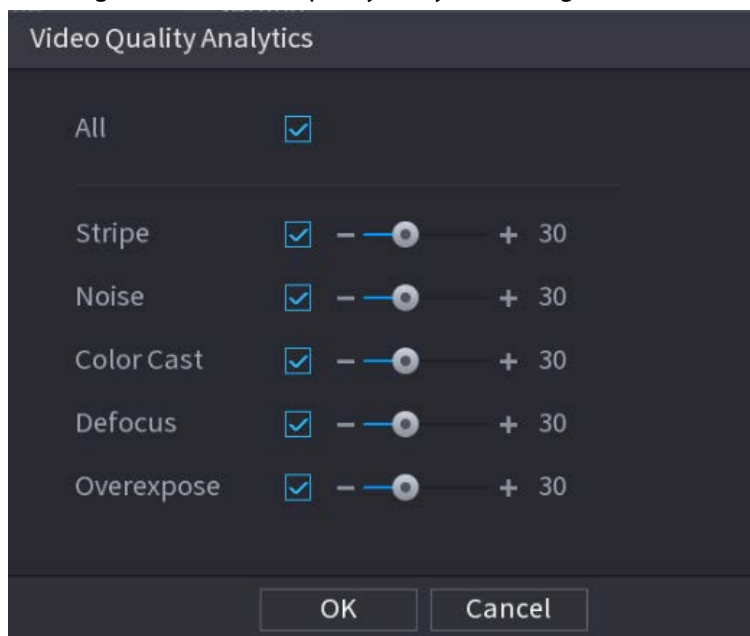 Video Quality Analytics
All
Stripe - + 30
Noise - + 30
Color Cast - + 30
Defocus - + 30
Overexpose - + 30
OK Cancel